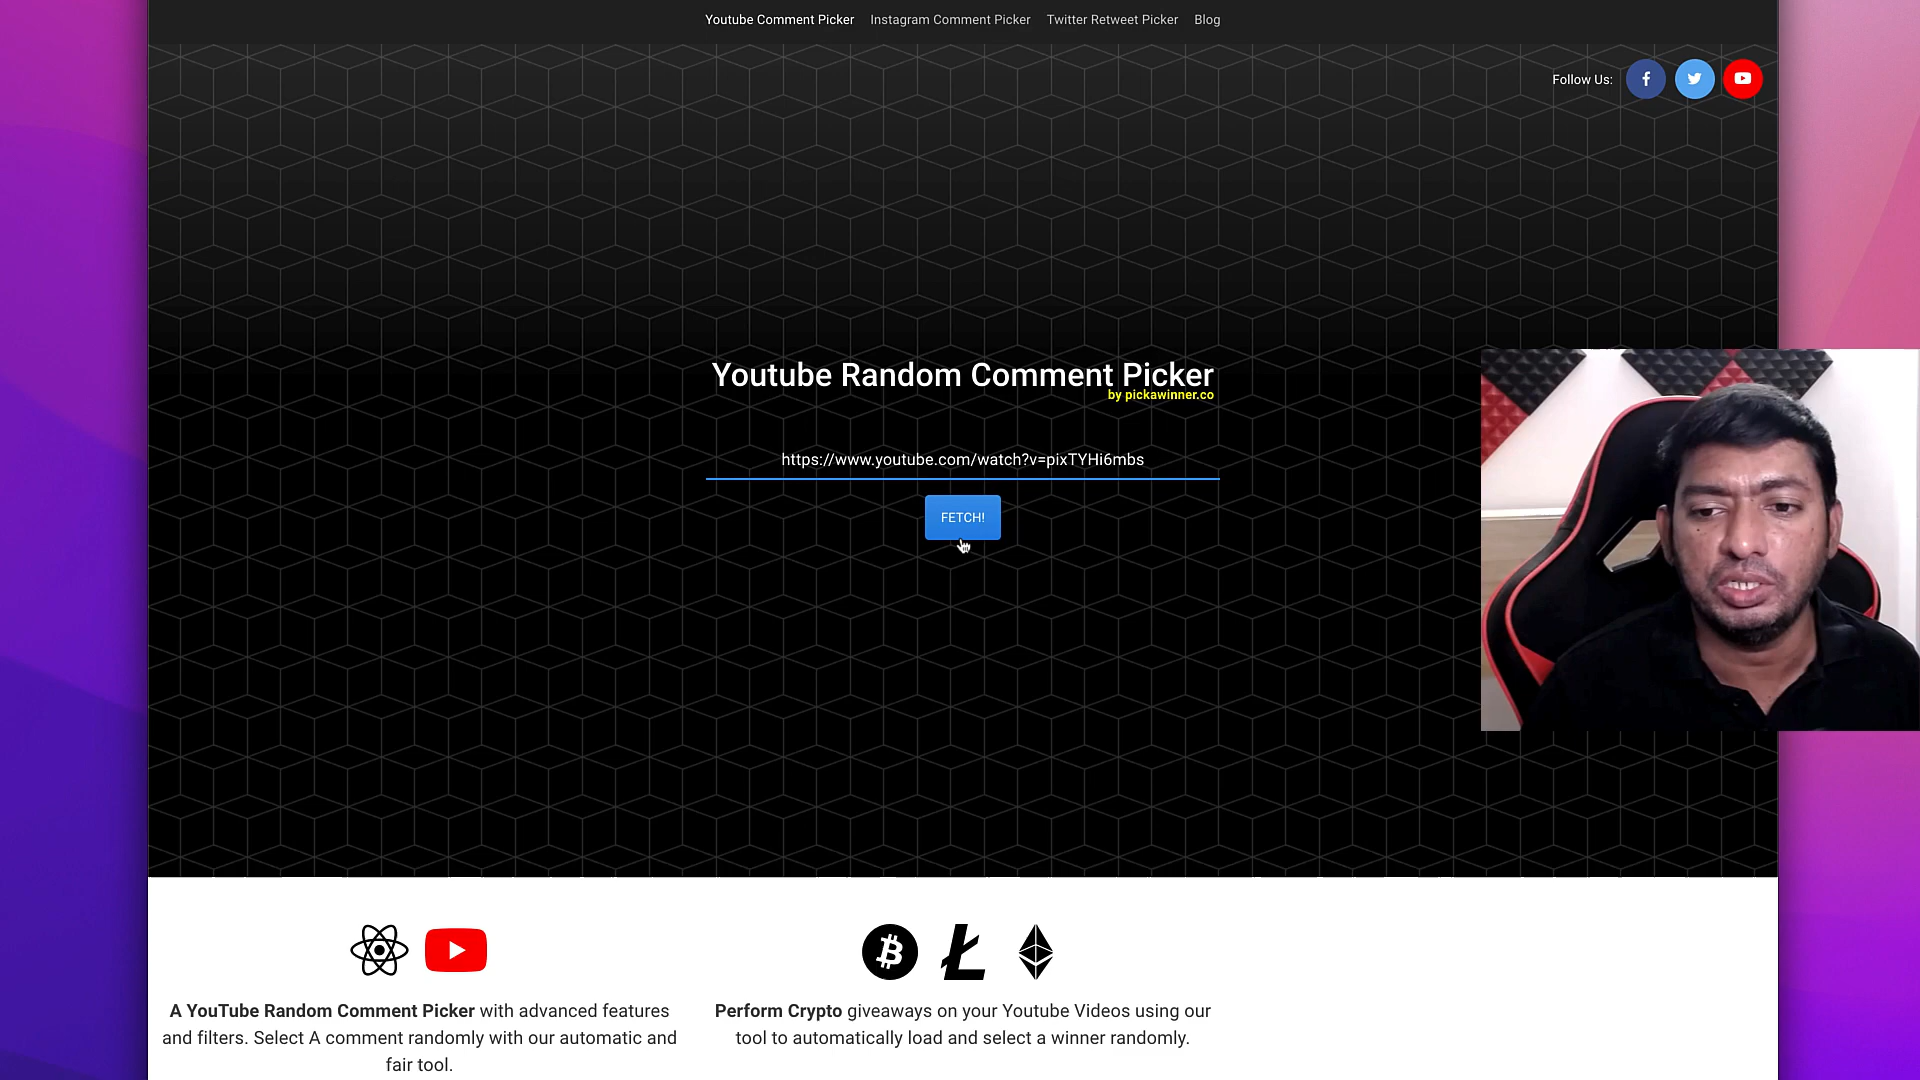 Youtube Comment Picker Instagram Comment Picker Twitter Retweet Picker Blog
Follow Us:
Youtube Random Comment Picker
by pickawinner.co
https://www.youtube.com/watch?v=pixTYHi6mbs
FETCH!
A YouTube Random Comment Picker with advanced features
and filters. Select A comment randomly with our automatic and
fair tool.
Perform Crypto giveaways on your Youtube Videos using our
tool to automatically load and select a winner randomly.